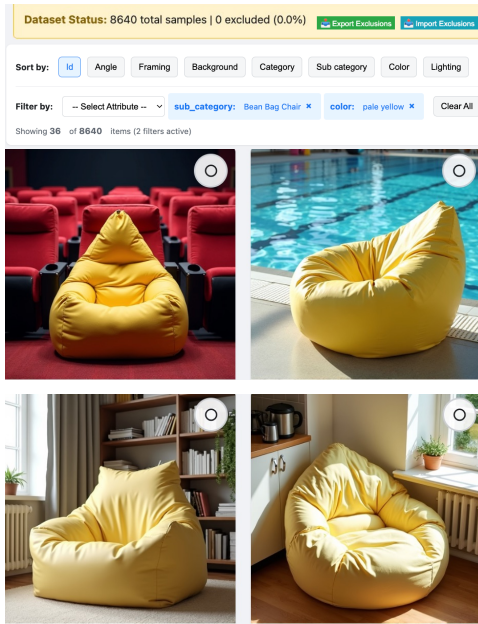 Dataset Status: 8640 total samples | 0 excluded (0.0%)
Export Exclusions
Import Exclusions
Sort by: Id Angle Framing Background Category Sub category Color Lighting
Filter by: -- Select Attribute -- sub_category: Bean Bag Chair × color: pale yellow × Clear All
Showing 36 of 8640 items (2 filters active)